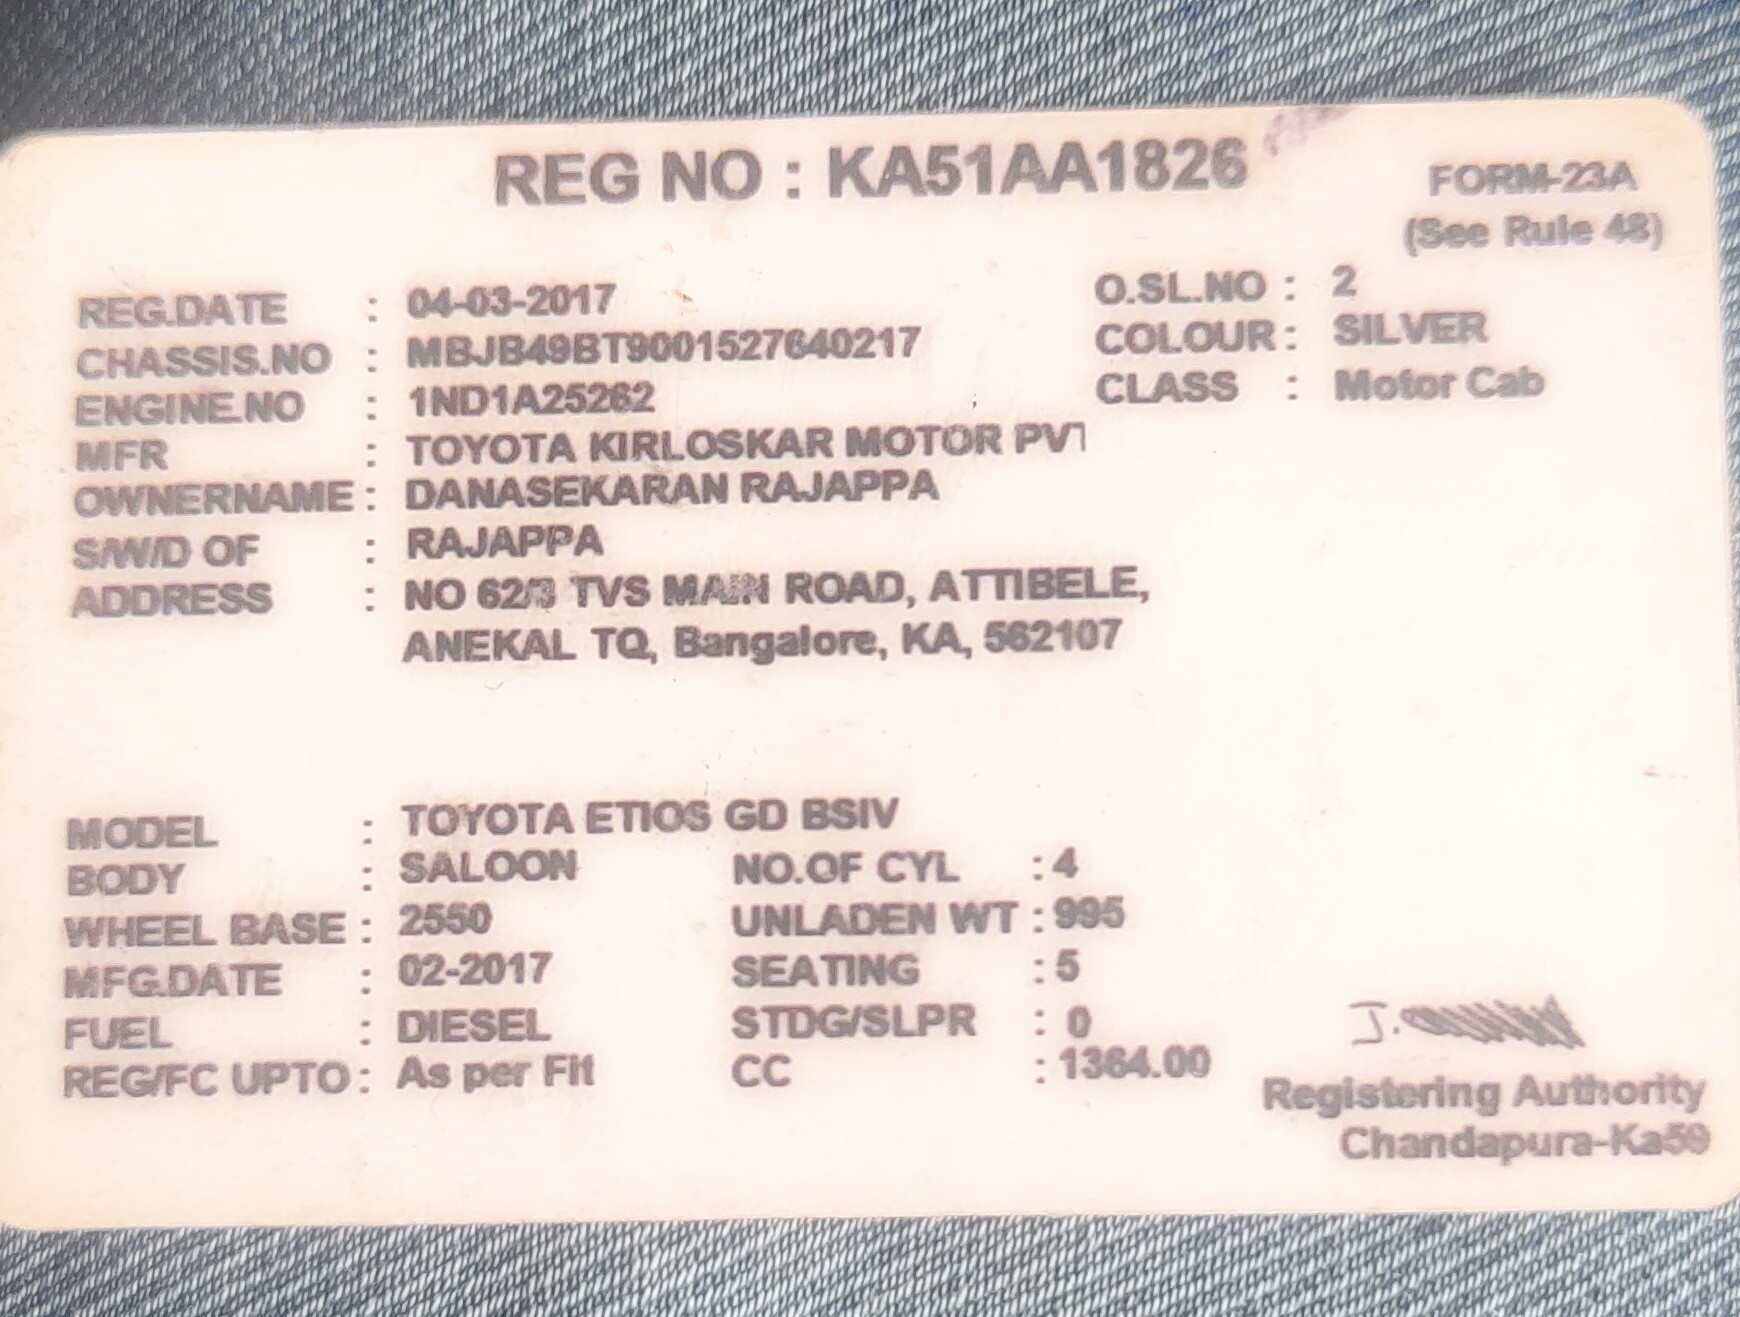 REG NO : KA51AA1826
FORM-23A
(See Rule 48)
REG.DATE : 04-03-2017
O.SL.NO : 2
CHASSIS.NO : MBJB49BT9001527640217
COLOUR : SILVER
ENGINE.NO : 1ND1A25262
CLASS : Motor Cab
MFR : TOYOTA KIRLOSKAR MOTOR PVT
OWNERNAME : DANASEKARAN RAJAPPA
S/W/D OF : RAJAPPA
ADDRESS : NO 62/3 TVS MAIN ROAD, ATTIBELE,
ANEKAL TQ, Bangalore, KA, 562107
MODEL : TOYOTA ETIOS GD BSIV
BODY : SALOON NO.OF CYL : 4
WHEEL BASE : 2550 UNLADEN WT : 995
MFG.DATE : 02-2017 SEATING : 5
FUEL : DIESEL STDG/SLPR : 0
REG/FC UPTO : As per Fit CC : 1364.00
Registering Authority
Chandapura-Ka59